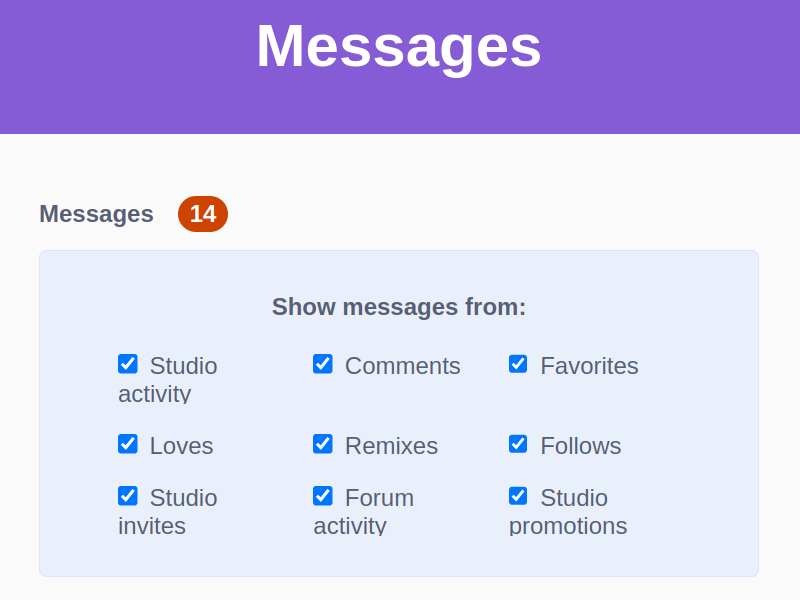 Messages
Messages 14
Show messages from:
Studio activity
Comments
Favorites
Loves
Remixes
Follows
Studio invites
Forum activity
Studio promotions